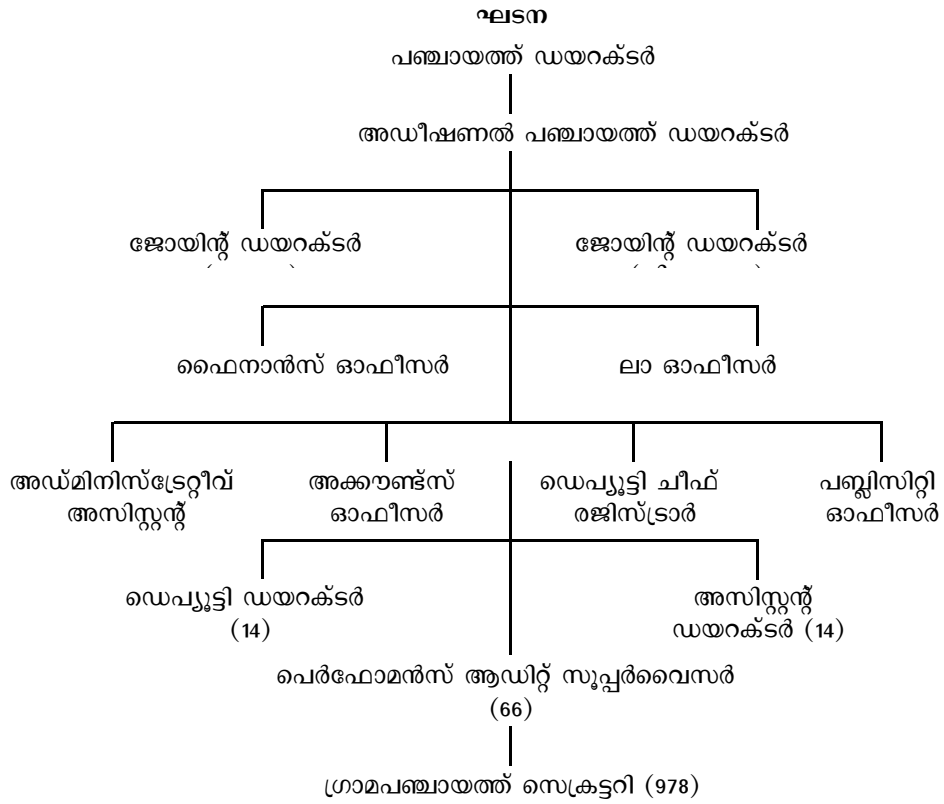 ഘടന
പഞ്ചായത്ത് ഡയറക്ടർ
അഡീഷണൽ പഞ്ചായത്ത് ഡയറക്ടർ
ജോയിന്റ് ഡയറക്ടർ
ജോയിന്റ് ഡയറക്ടർ
ഫൈനാൻസ് ഓഫീസർ
ലാ ഓഫീസർ
അഡ്മിനിസ്ട്രേറ്റീവ്
അസിസ്റ്റന്റ്
അക്കൗണ്ട്സ്
ഓഫീസർ
ഡെപ്യൂട്ടി ചീഫ്
രജിസ്ട്രാർ
പബ്ലിസിറ്റി
ഓഫീസർ
ഡെപ്യൂട്ടി ഡയറക്ടർ
(14)
അസിസ്റ്റന്റ്
ഡയറക്ടർ (14)
പെർഫോമൻസ് ആഡിറ്റ് സൂപ്പർവൈസർ
(66)
ഗ്രാമപഞ്ചായത്ത് സെക്രട്ടറി (978)